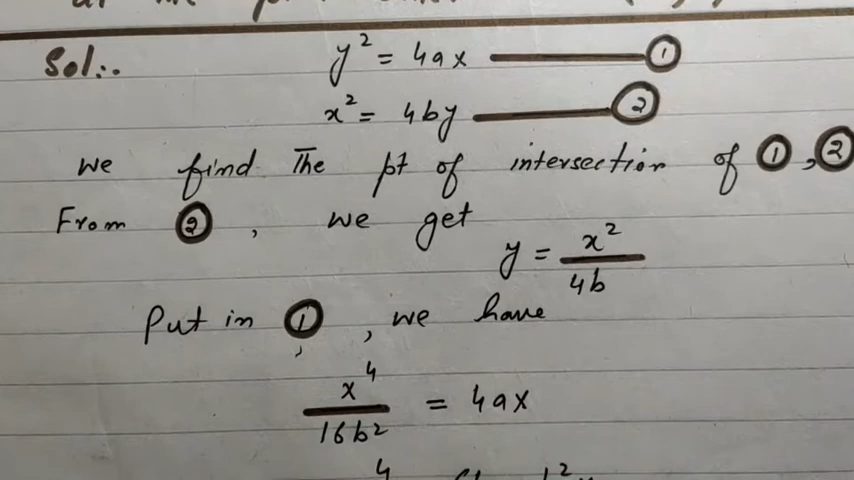 Sol:.
y² = 4ax ——— ①
x² = 4by ——— ②
We find The pt of intersection of ①, ②
From ②, we get
y = x²/4b
Put in ①, we have
x⁴/16b² = 4ax